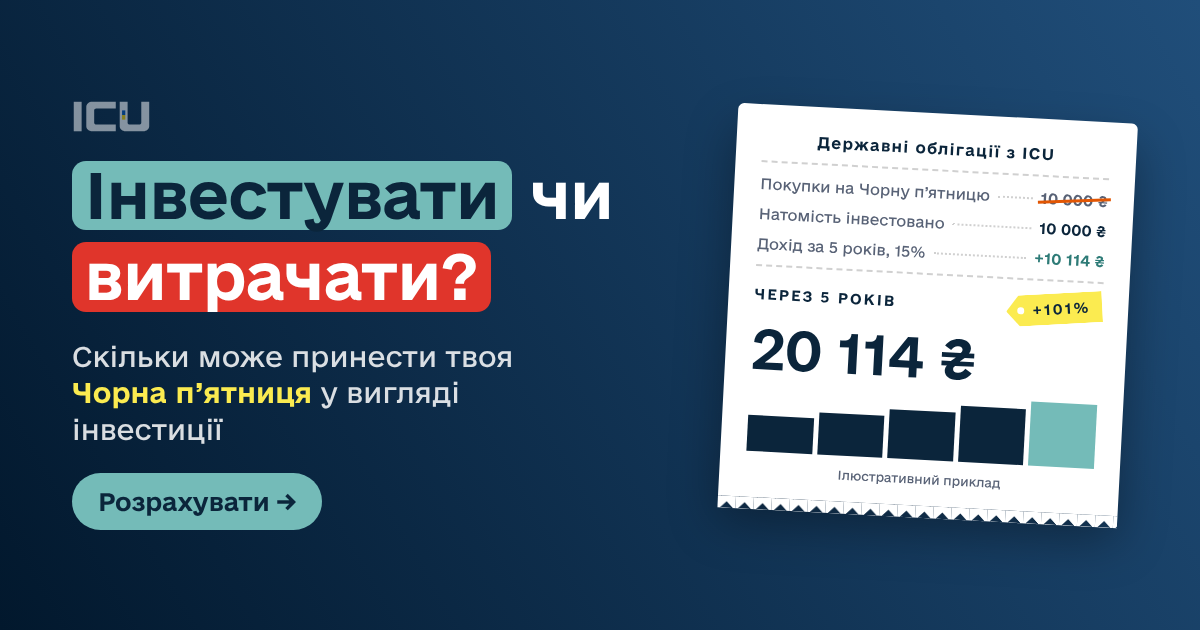 ICU
Інвестувати чи
витрачати?
Скільки може принести твоя
Чорна п’ятниця у вигляді
інвестиції
Розрахувати →
Державні облігації з ICU
Покупки на Чорну п’ятницю 10 000 ₴
Натомість інвестовано 10 000 ₴
Дохід за 5 років, 15% +10 114 ₴
ЧЕРЕЗ 5 РОКІВ +101%
20 114 ₴
Ілюстративний приклад